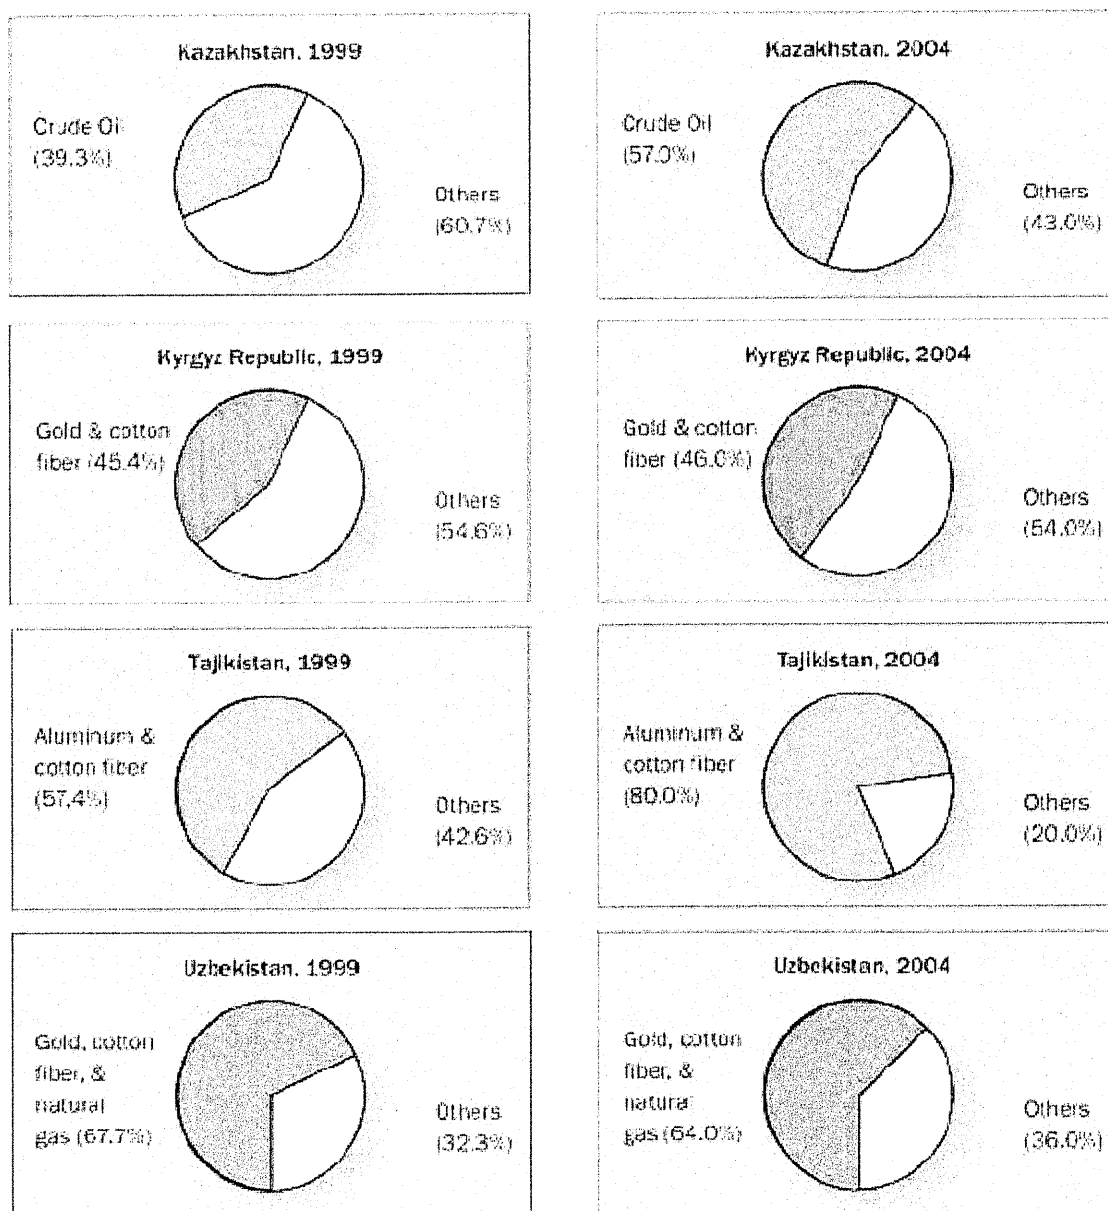 Kazakhstan, 1999
Crude Oil
(39.3%)
Others
(60.7%)
Kazakhstan, 2004
Crude Oil
(57.0%)
Others
(43.0%)
Kyrgyz Republic, 1999
Gold & cotton
fiber (45.4%)
Others
(54.6%)
Kyrgyz Republic, 2004
Gold & cotton
fiber (46.0%)
Others
(54.0%)
Tajikistan, 1999
Aluminum &
cotton fiber
(57.4%)
Others
(42.6%)
Tajikistan, 2004
Aluminum &
cotton fiber
(80.0%)
Others
(20.0%)
Uzbekistan, 1999
Gold, cotton
fiber, &
natural
gas (67.7%)
Others
(32.3%)
Uzbekistan, 2004
Gold, cotton
fiber, &
natural
gas (64.0%)
Others
(36.0%)